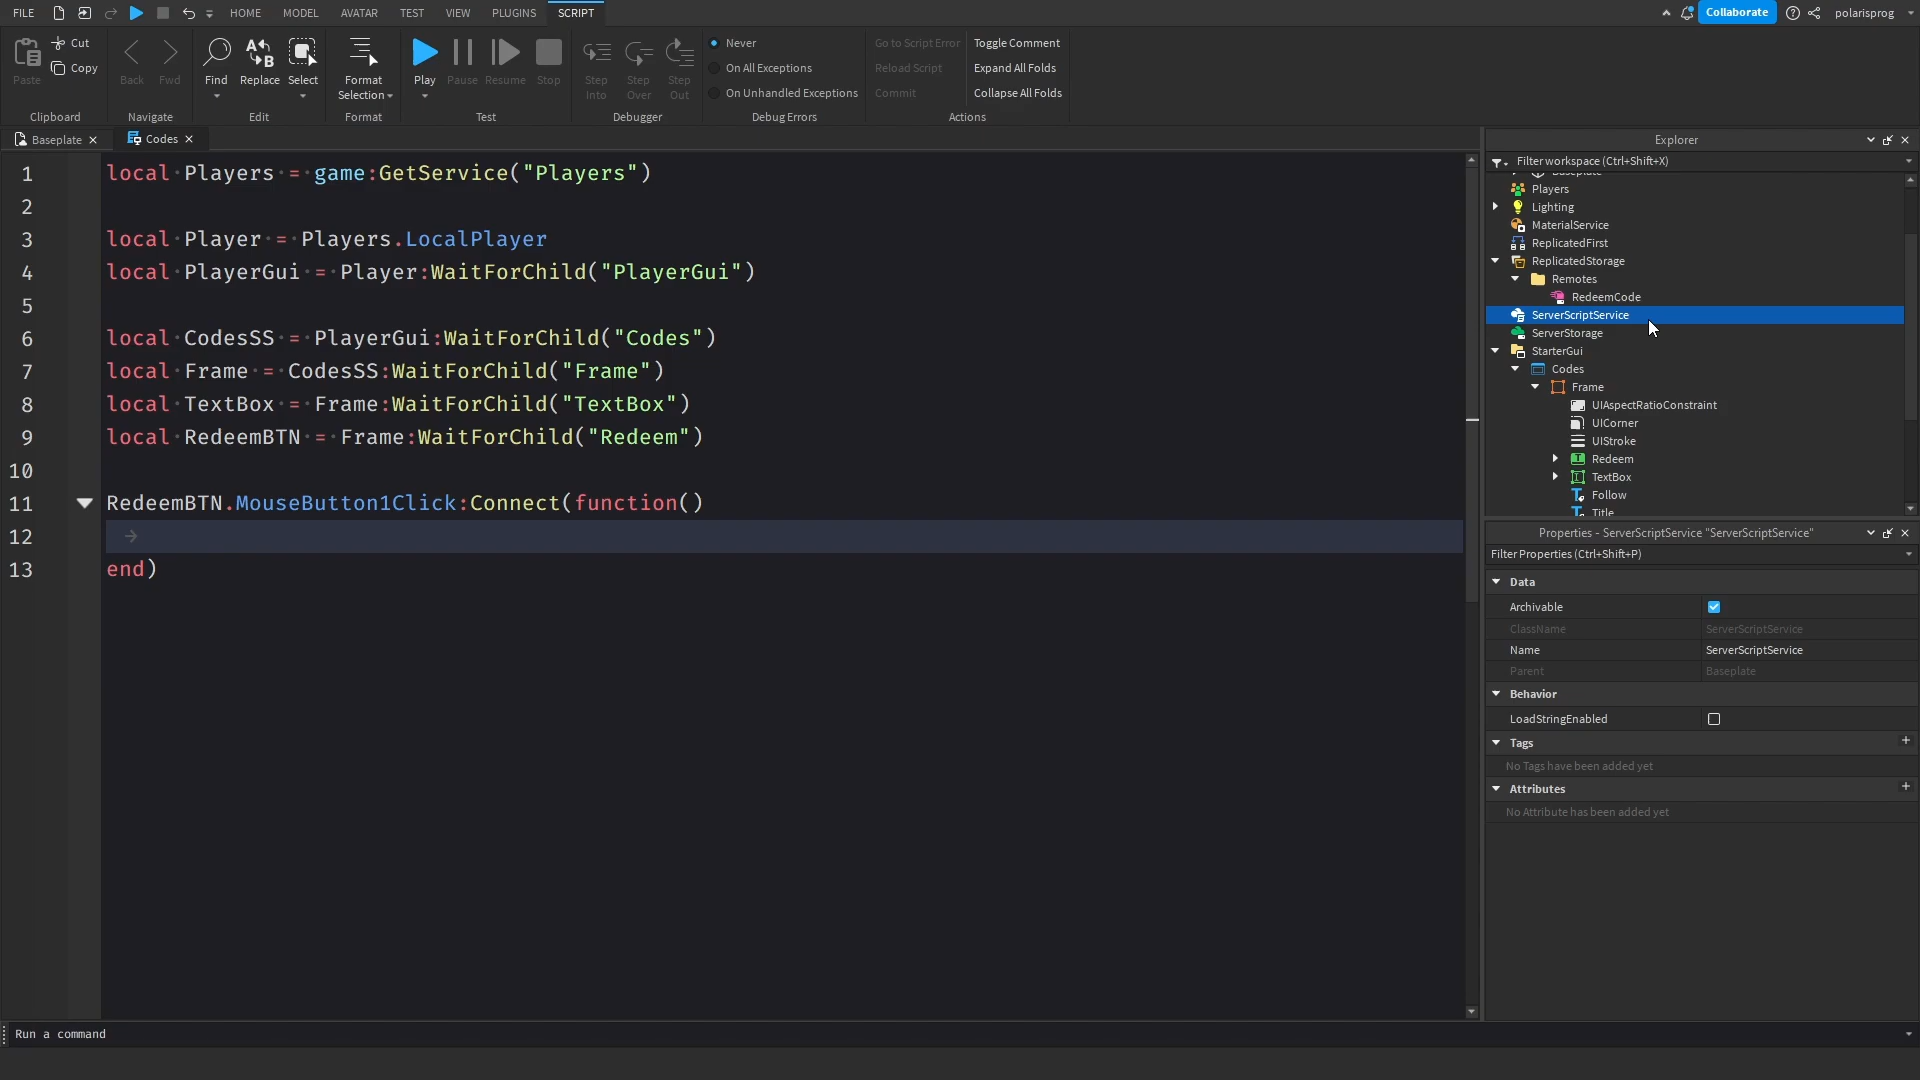 FILE HOME MODEL AVATAR TEST VIEW PLUGINS SCRIPT Collaborate polarisprog
Paste Cut Copy Back Fwd Find Replace Select Format Selection Play Pause Resume Stop Step Into Step Over Step Out
Never
On All Exceptions
On Unhandled Exceptions
Go to Script Error Toggle Comment
Reload Script Expand All Folds
Commit Collapse All Folds
Clipboard Navigate Edit Format Test Debugger Debug Errors Actions
Baseplate Codes
1 local Players = game:GetService("Players")
2
3 local Player = Players.LocalPlayer
4 local PlayerGui = Player:WaitForChild("PlayerGui")
5
6 local CodesSS = PlayerGui:WaitForChild("Codes")
7 local Frame = CodesSS:WaitForChild("Frame")
8 local TextBox = Frame:WaitForChild("TextBox")
9 local RedeemBTN = Frame:WaitForChild("Redeem")
10
11 RedeemBTN.MouseButton1Click:Connect(function()
12
13 end)
Explorer
Filter workspace (Ctrl+Shift+X)
Baseplate
Players
Lighting
MaterialService
ReplicatedFirst
ReplicatedStorage
Remotes
RedeemCode
ServerScriptService
ServerStorage
StarterGui
Codes
Frame
UIAspectRatioConstraint
UICorner
UIStroke
Redeem
TextBox
Follow
Title
Properties - ServerScriptService "ServerScriptService"
Filter Properties (Ctrl+Shift+P)
Data
Archivable
ClassName ServerScriptService
Name ServerScriptService
Parent Baseplate
Behavior
LoadStringEnabled
Tags
No Tags have been added yet
Attributes
No Attribute has been added yet
Run a command